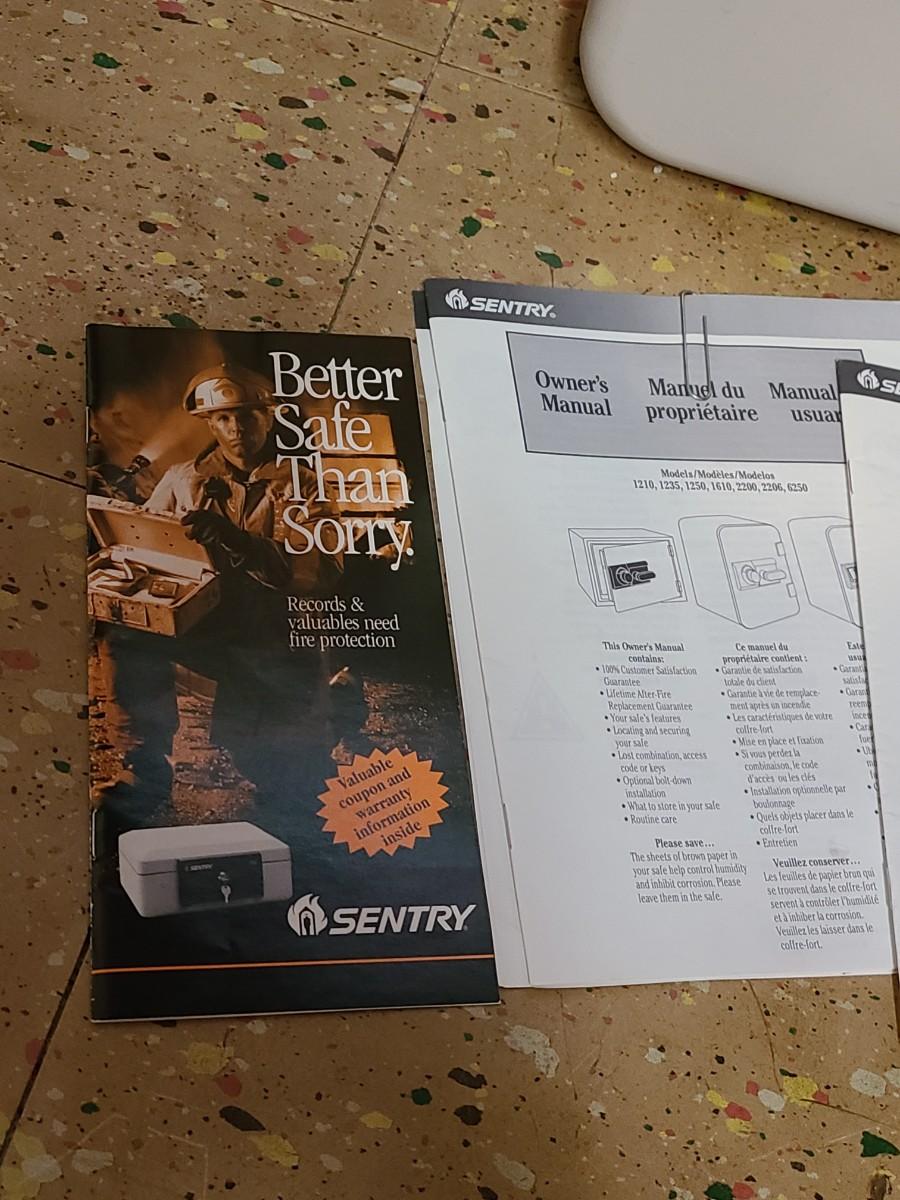 Better
Safe
Than
Sorry.
Records &
valuables need
fire protection
Valuable
coupon and
warranty
information
inside
SENTRY
SENTRY
SENTRY
Owner's
Manual
Manuel du
propriétaire
Manual
Models/Modèles/Modelos
1210, 1235, 1250, 1610, 2200, 2206, 6250
This Owner's Manual
contains:
• 100% Customer Satisfaction
Guarantee
• Lifetime After-Fire
Replacement Guarantee
• Your safe's features
• Locating and securing
your safe
• Lost combination, access
code or keys
• Optional bolt-down
installation
• What to store in your safe
• Routine care
Please save...
The sheets of brown paper in
your safe help control humidity
and inhibit corrosion. Please
leave them in the safe.
Ce manuel du
propriétaire contient :
• Garantie de satisfaction
totale du client
• Garantie à vie de remplace-
ment après un incendie
• Les caractéristiques de votre
coffre-fort
• Mise en place et fixation
• Si vous perdez la
combinaison, le code
d'accès ou les clés
• Installation optionnelle par
boulonnage
• Quels objets placer dans le
coffre-fort
• Entretien
Veuillez conserver...
Les feuilles de papier brun qui
se trouvent dans le coffre-fort
servent à contrôler l'humidité
et à inhiber la corrosion.
Veuillez les laisser dans le
coffre-fort.
Este